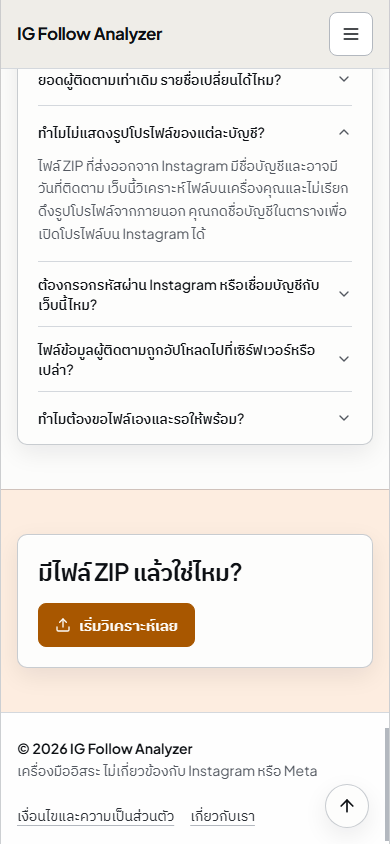 IG Follow Analyzer
ยอดผู้ติดตามเท่าเดิม รายชื่อเปลี่ยนได้ไหม?
ทำไมไม่แสดงรูปโปรไฟล์ของแต่ละบัญชี?
ไฟล์ ZIP ที่ส่งออกจาก Instagram มีชื่อบัญชีและอาจมี
วันที่ติดตาม เว็บนี้วิเคราะห์ไฟล์บนเครื่องคุณและไม่เรียก
ดึงรูปโปรไฟล์จากภายนอก คุณกดชื่อบัญชีในตารางเพื่อ
เปิดโปรไฟล์บน Instagram ได้
ต้องกรอกรหัสผ่าน Instagram หรือเชื่อมบัญชีกับ
เว็บนี้ไหม?
ไฟล์ข้อมูลผู้ติดตามถูกอัปโหลดไปที่เซิร์ฟเวอร์หรือ
เปล่า?
ทำไมต้องขอไฟล์เองและรอให้พร้อม?
มีไฟล์ ZIP แล้วใช่ไหม?
เริ่มวิเคราะห์เลย
© 2026 IG Follow Analyzer
เครื่องมืออิสระ ไม่เกี่ยวข้องกับ Instagram หรือ Meta
เงื่อนไขและความเป็นส่วนตัว เกี่ยวกับเรา